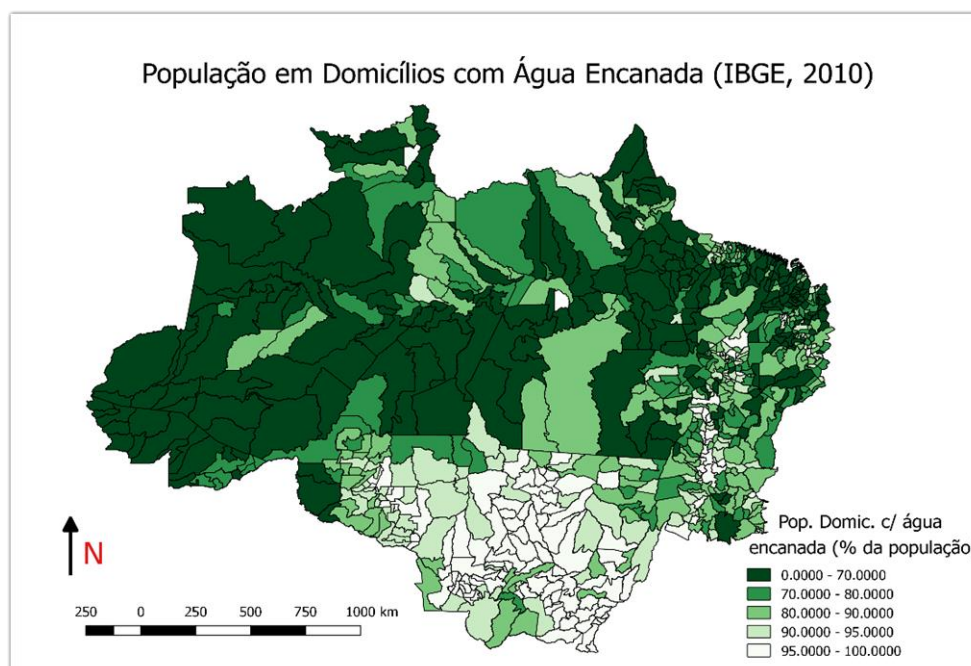 População em Domicílios com Água Encanada (IBGE, 2010)
N
250 0 250 500 750 1000 km
Pop. Domic. c/ água
encanada (% da população
0.0000 - 70.0000
70.0000 - 80.0000
80.0000 - 90.0000
90.0000 - 95.0000
95.0000 - 100.0000